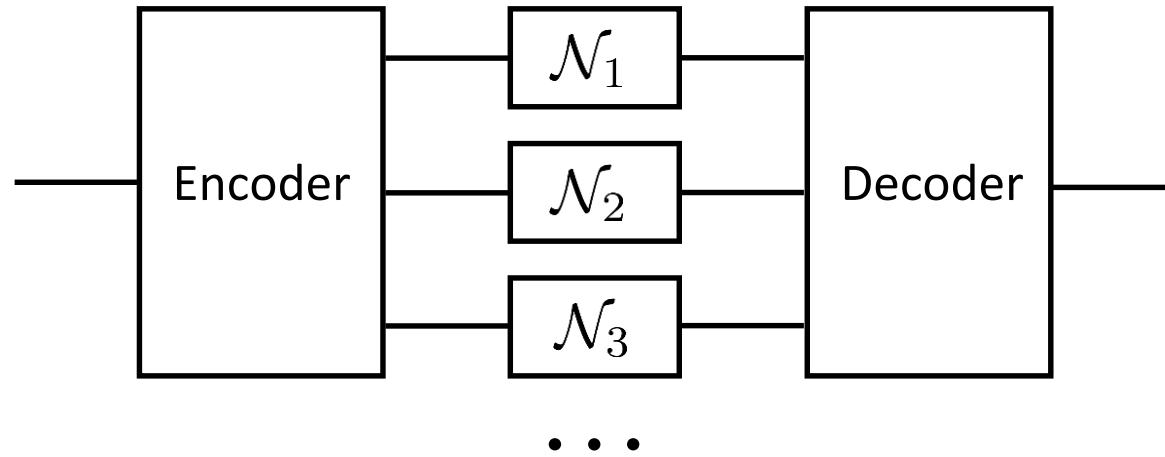 Encoder
𝒩₁
𝒩₂
𝒩₃
Decoder
...